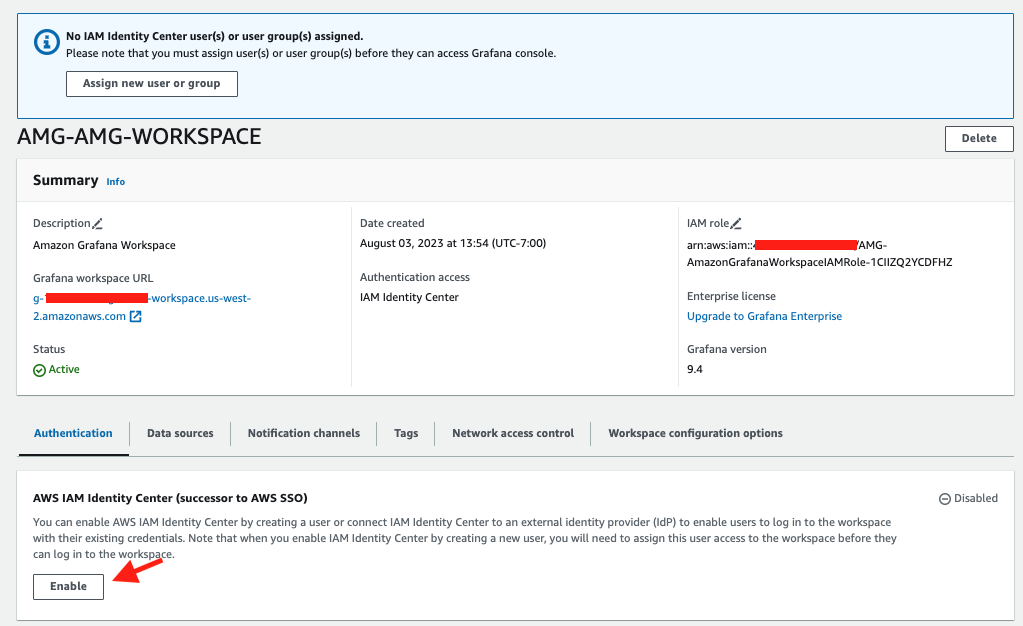 No IAM Identity Center user(s) or user group(s) assigned.
Please note that you must assign user(s) or user group(s) before they can access Grafana console.
Assign new user or group
AMG-AMG-WORKSPACE
Delete
Summary Info
Description
Amazon Grafana Workspace
Grafana workspace URL
g-
-workspace.us-west-
2.amazonaws.com
Status
Active
Date created
August 03, 2023 at 13:54 (UTC-7:00)
Authentication access
IAM Identity Center
IAM role
arn:aws:iam:: /AMG-
AmazonGrafanaWorkspaceIAMRole-1CIIZQ2YCDFHZ
Enterprise license
Upgrade to Grafana Enterprise
Grafana version
9.4
Authentication
Data sources
Notification channels
Tags
Network access control
Workspace configuration options
AWS IAM Identity Center (successor to AWS SSO)
Disabled
You can enable AWS IAM Identity Center by creating a user or connect IAM Identity Center to an external identity provider (IdP) to enable users to log in to the workspace
with their existing credentials. Note that when you enable IAM Identity Center by creating a new user, you will need to assign this user access to the workspace before they
can log in to the workspace.
Enable